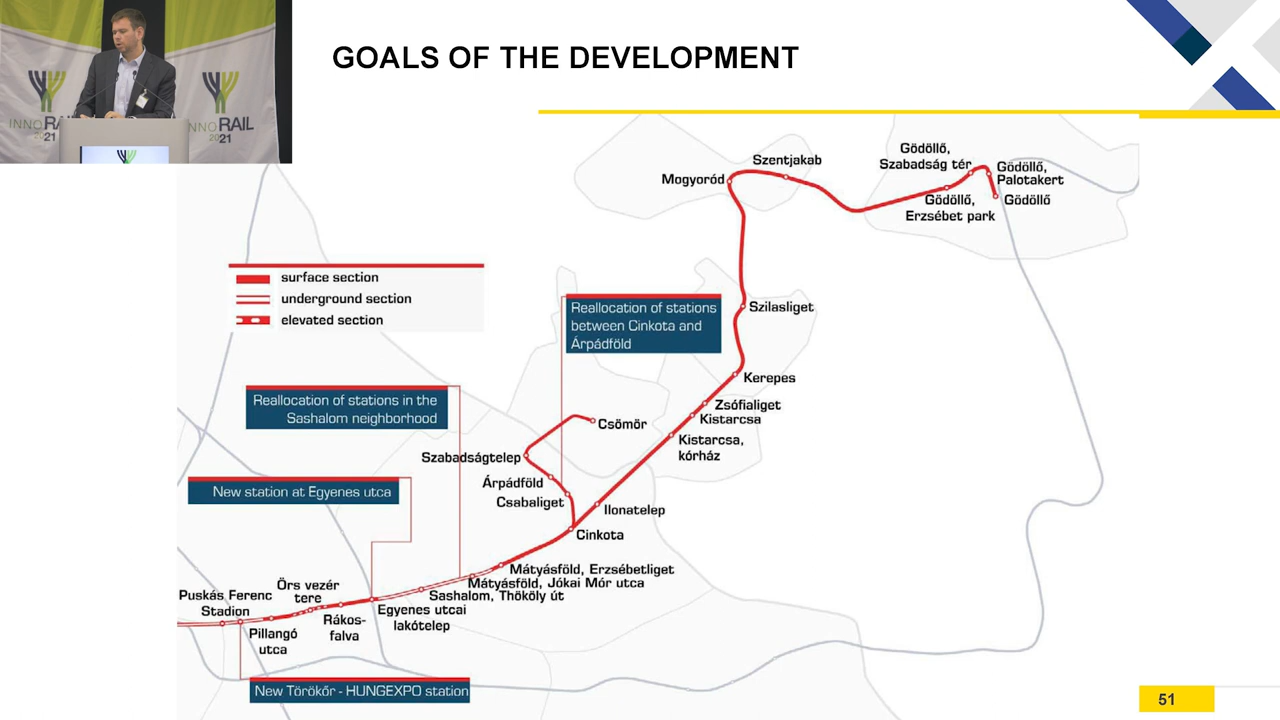 GOALS OF THE DEVELOPMENT
INNORAIL
2021
INNORAIL
2021
Szentjakab
Mogyoród
Gödöllő,
Szabadság tér
Gödöllő,
Palotakert
Gödöllő,
Erzsébet park
Gödöllő
surface section
underground section
elevated section
Reallocation of stations
between Cinkota and
Árpádföld
Szilasliget
Kerepes
Reallocation of stations in the
Sashalom neighborhood
Zsófialiget
Kistarcsa
Csömör
Kistarcsa,
kórház
Szabadságtelep
Árpádföld
Csabaliget
New station at Egyenes utca
Ilonatelep
Cinkota
Mátyásföld, Erzsébetliget
Mátyásföld, Jókai Mór utca
Sashalom, Thököly út
Örs vezér
tere
Puskás Ferenc
Stadion
Egyenes utcai
lakótelep
Rákos-
falva
Pillangó
utca
New Törökőr - HUNGEXPO station
51